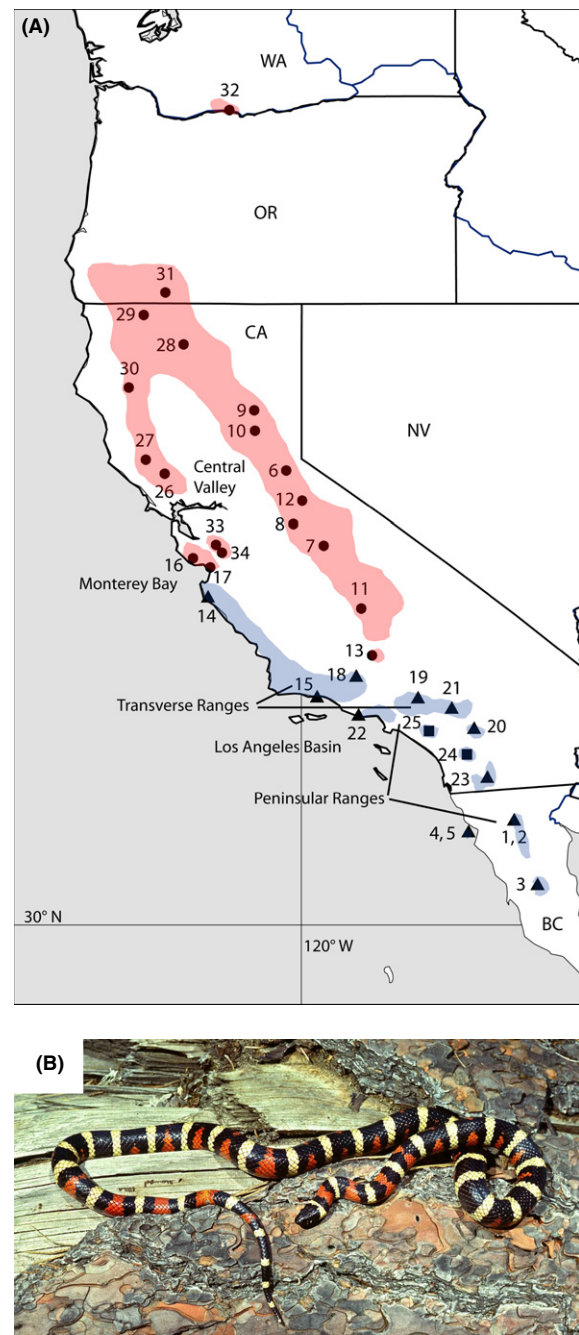 (A)
WA
32
OR
31
29
CA
28
30
9
10
NV
27
6
Central
Valley
26
12
8
33
7
34
16
17
Monterey Bay
11
14
13
18
19
15
21
Transverse Ranges
20
25
22
24
Los Angeles Basin
23
Peninsular Ranges
4, 5
1, 2
3
30° N
BC
120° W
(B)